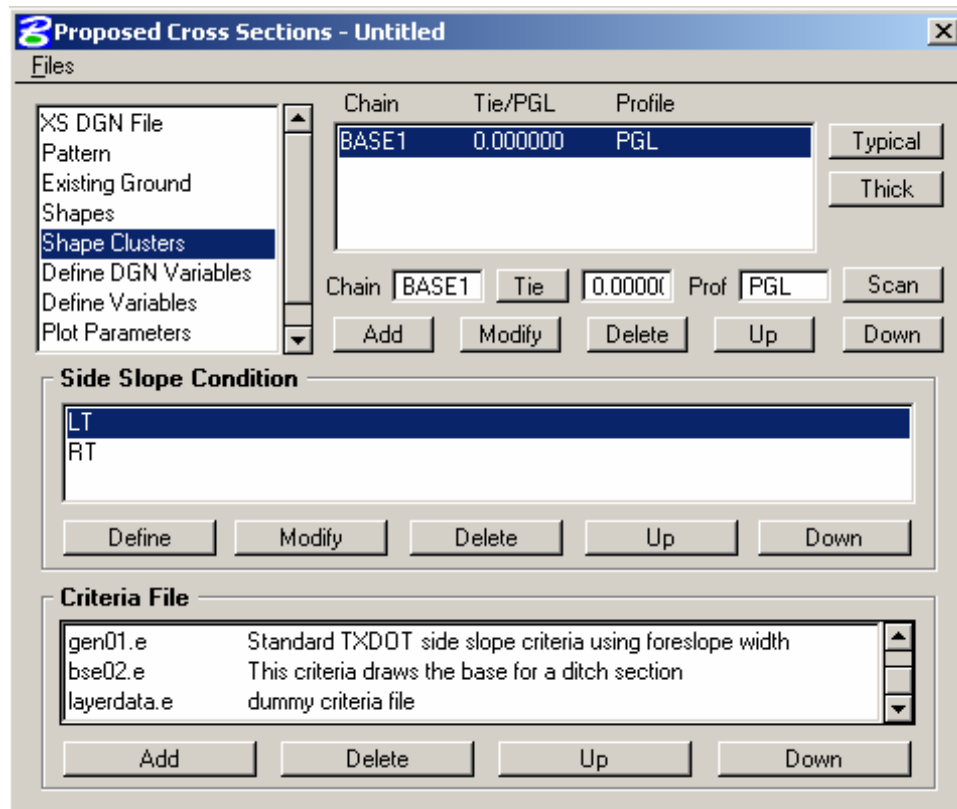 Proposed Cross Sections - Untitled
Files
XS DGN File
Pattern
Existing Ground
Shapes
Shape Clusters
Define DGN Variables
Define Variables
Plot Parameters
Chain Tie/PGL Profile
BASE1 0.000000 PGL
Typical
Thick
Chain BASE1 Tie 0.0000( Prof PGL Scan
Add Modify Delete Up Down
Side Slope Condition
LT
RT
Define Modify Delete Up Down
Criteria File
gen01.e Standard TXDOT side slope criteria using foreslope width
bse02.e This criteria draws the base for a ditch section
layerdata.e dummy criteria file
Add Delete Up Down